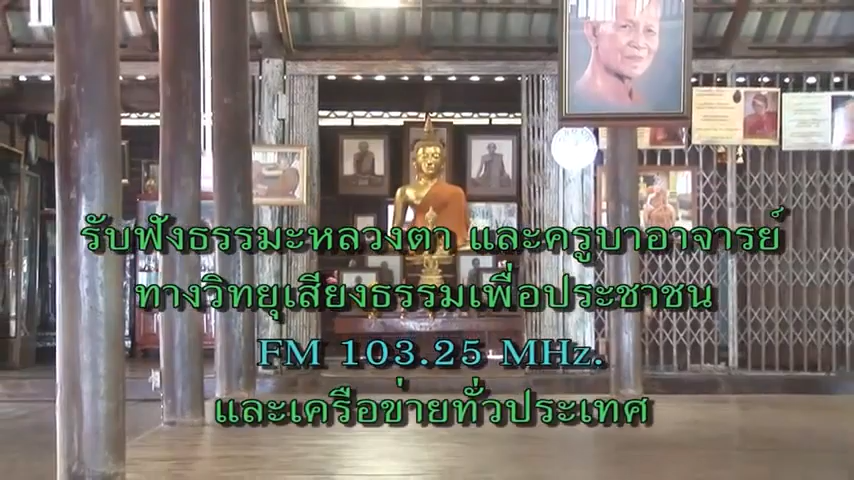 รับฟังธรรมะหลวงตา และครูบาอาจารย์
ทางวิทยุเสียงธรรมเพื่อประชาชน
FM 103.25 MHz.
และเครือข่ายทั่วประเทศ